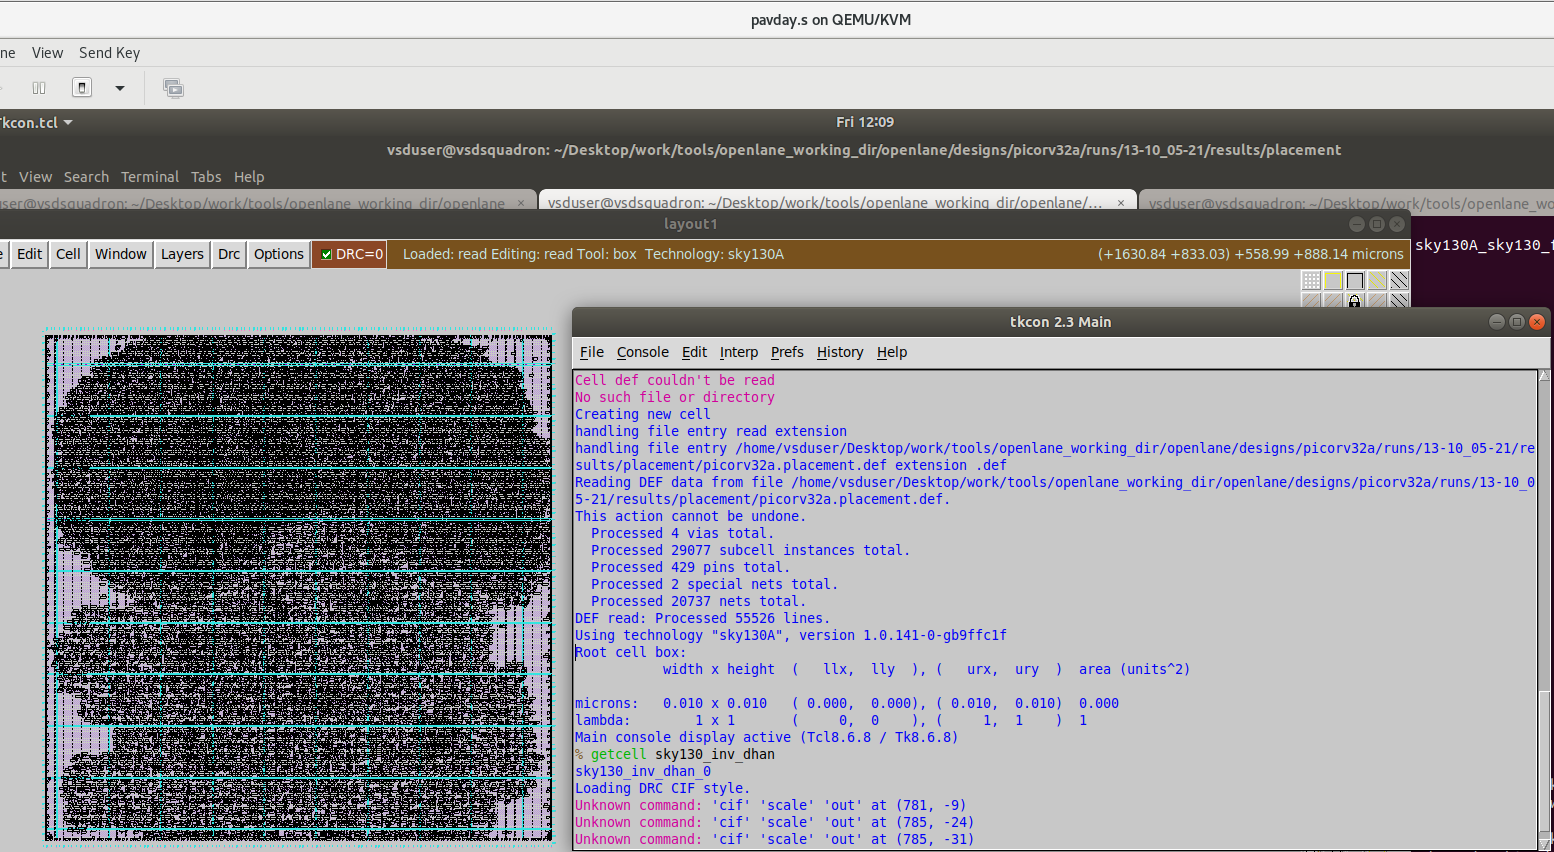 pavday.s on QEMU/KVM
ne View Send Key
Tkcon.tcl Fri 12:09
vsduser@vsdsquadron: ~/Desktop/work/tools/openlane_working_dir/openlane/designs/picorv32a/runs/13-10_05-21/results/placement
t View Search Terminal Tabs Help
user@vsdsquadron: ~/Desktop/work/tools/openlane_working_dir/openlane × vsduser@vsdsquadron: ~/Desktop/work/tools/openlane_working_dir/openlane/... × vsduser@vsdsquadron: ~/Desktop/work/tools/openlane_wo
layout1
e Edit Cell Window Layers Drc Options DRC=0 Loaded: read Editing: read Tool: box Technology: sky130A (+1630.84 +833.03) +558.99 +888.14 microns
sky130A_sky130_f
tkcon 2.3 Main
File Console Edit Interp Prefs History Help
Cell def couldn't be read
No such file or directory
Creating new cell
handling file entry read extension
handling file entry /home/vsduser/Desktop/work/tools/openlane_working_dir/openlane/designs/picorv32a/runs/13-10_05-21/re
sults/placement/picorv32a.placement.def extension .def
Reading DEF data from file /home/vsduser/Desktop/work/tools/openlane_working_dir/openlane/designs/picorv32a/runs/13-10_0
5-21/results/placement/picorv32a.placement.def.
This action cannot be undone.
Processed 4 vias total.
Processed 29077 subcell instances total.
Processed 429 pins total.
Processed 2 special nets total.
Processed 20737 nets total.
DEF read: Processed 55526 lines.
Using technology "sky130A", version 1.0.141-0-gb9ffc1f
Root cell box:
width x height ( llx, lly ), ( urx, ury ) area (units^2)
microns: 0.010 x 0.010 ( 0.000, 0.000), ( 0.010, 0.010) 0.000
lambda: 1 x 1 ( 0, 0 ), ( 1, 1 ) 1
Main console display active (Tcl8.6.8 / Tk8.6.8)
% getcell sky130_inv_dhan
sky130_inv_dhan_0
Loading DRC CIF style.
Unknown command: 'cif' 'scale' 'out' at (781, -9)
Unknown command: 'cif' 'scale' 'out' at (785, -24)
Unknown command: 'cif' 'scale' 'out' at (785, -31)